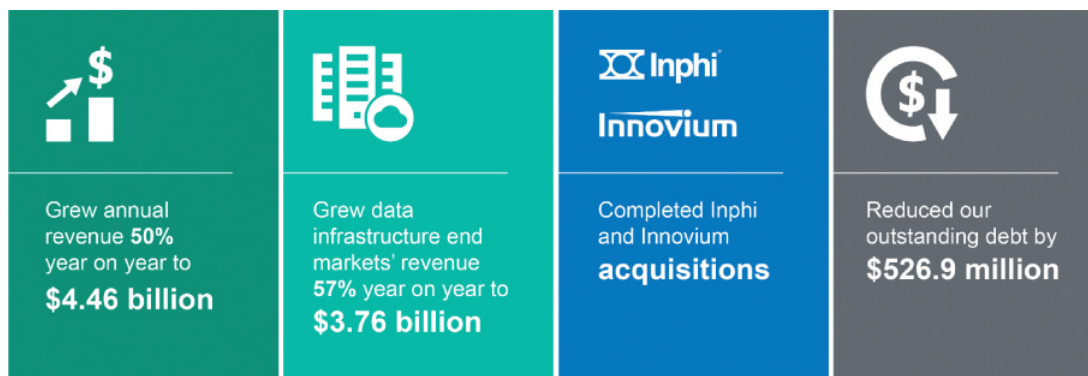 $
Grew annual
revenue 50%
year on year to
$4.46 billion
Grew data
infrastructure end
markets’ revenue
57% year on year to
$3.76 billion
Inphi
Innovium
Completed Inphi
and Innovium
acquisitions
$
Reduced our
outstanding debt by
$526.9 million